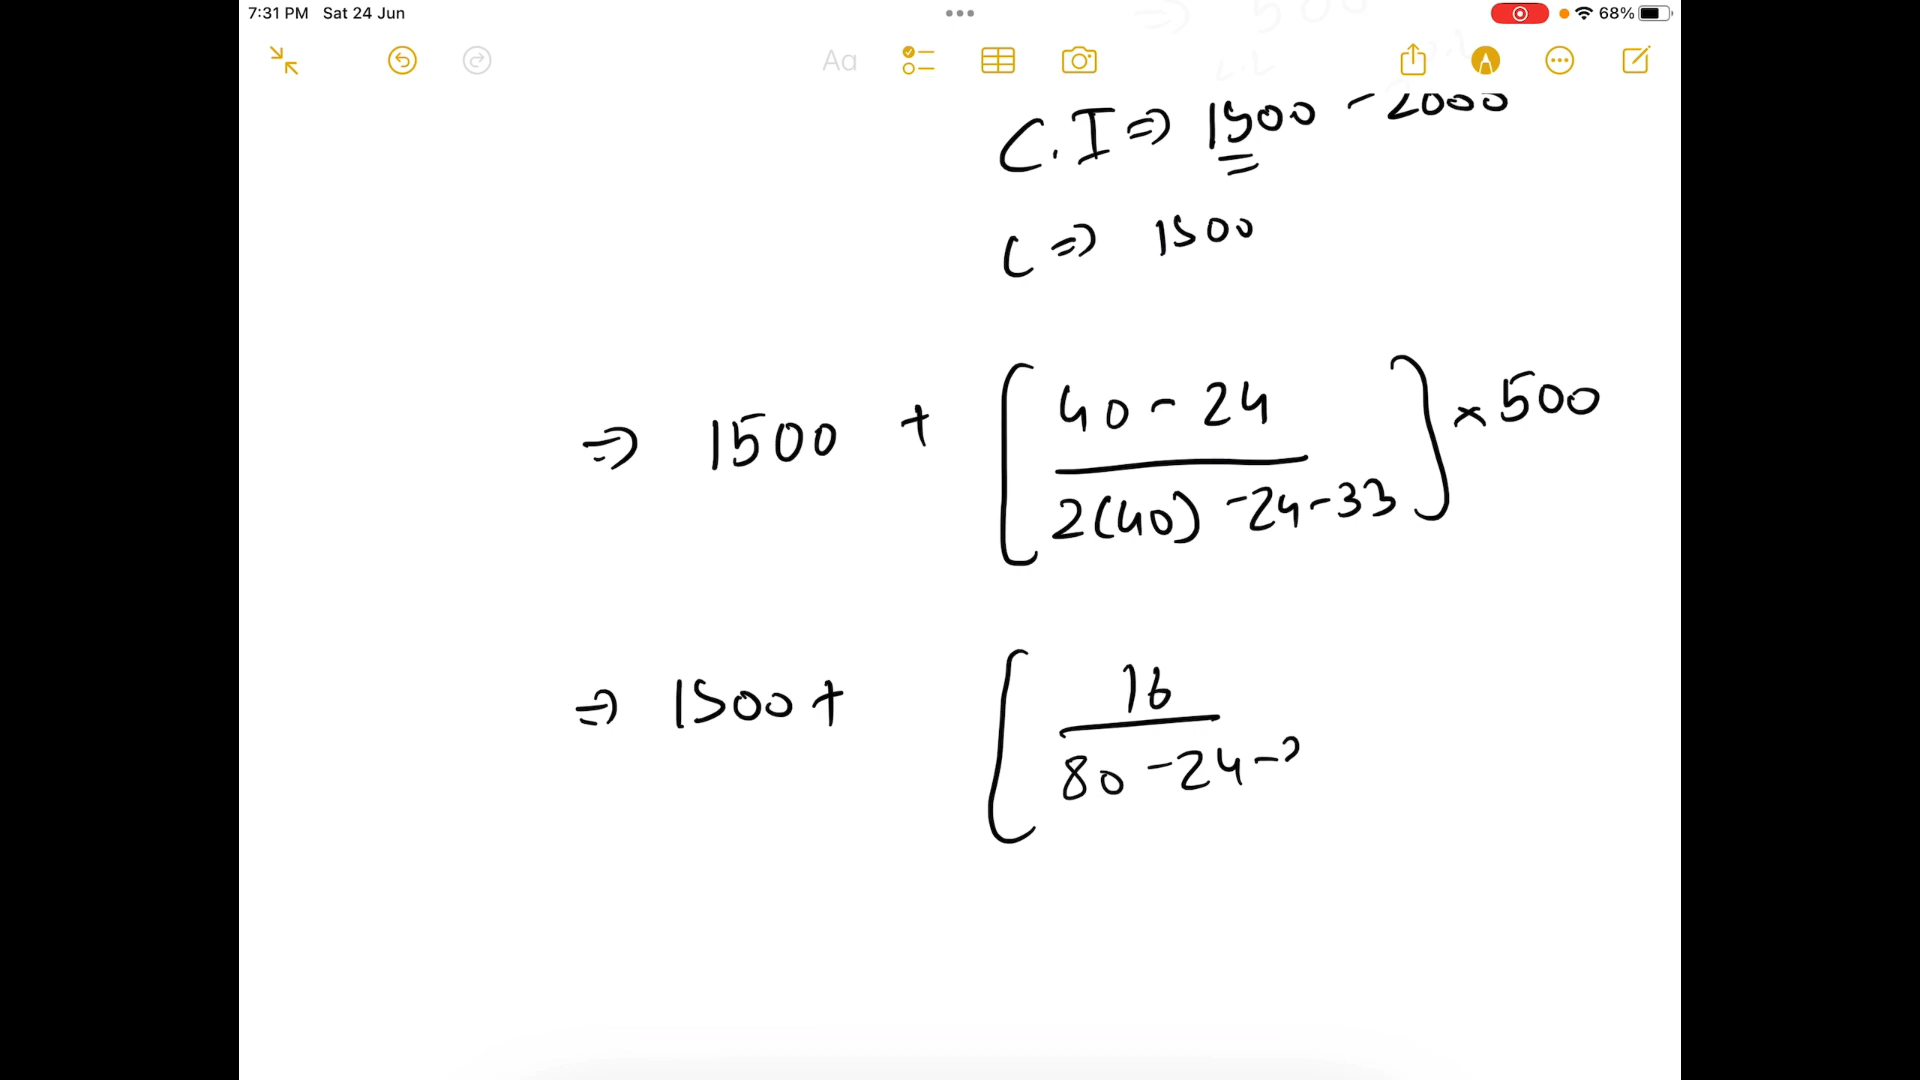 7:31 PM Sat 24 Jun
68%
Aa
C.I ⇒ 1500 - 2000
C ⇒ 1500
⇒ 1500 + [ 40 - 24 / 2(40) - 24 - 33 ] × 500
⇒ 1500 + [ 16 / 80 - 24 -